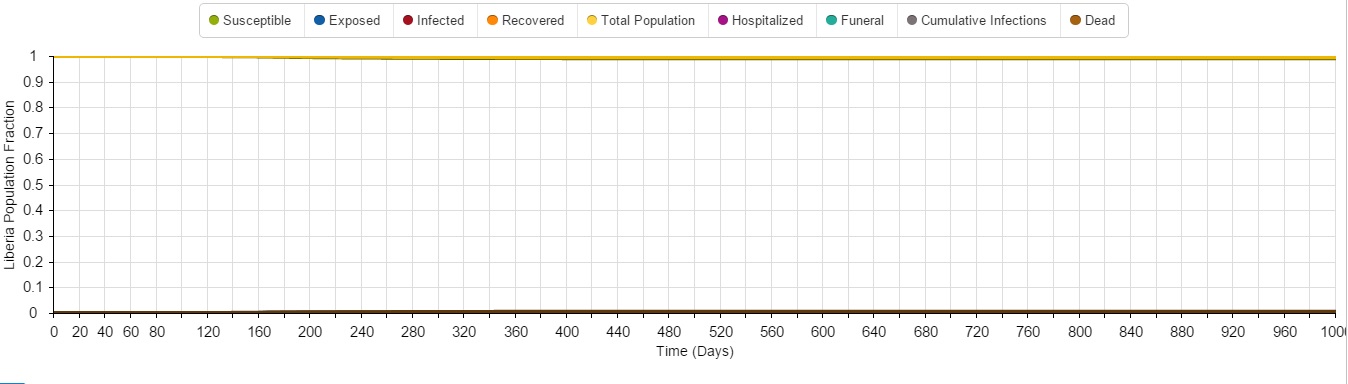 Susceptible Exposed Infected Recovered Total Population Hospitalized Funeral Cumulative Infections Dead
1
0.9
0.8
0.7
0.6
0.5
0.4
0.3
0.2
0.1
0
Liberia Population Fraction
0 20 40 60 80 120 160 200 240 280 320 360 400 440 480 520 560 600 640 680 720 760 800 840 880 920 960 1000
Time (Days)